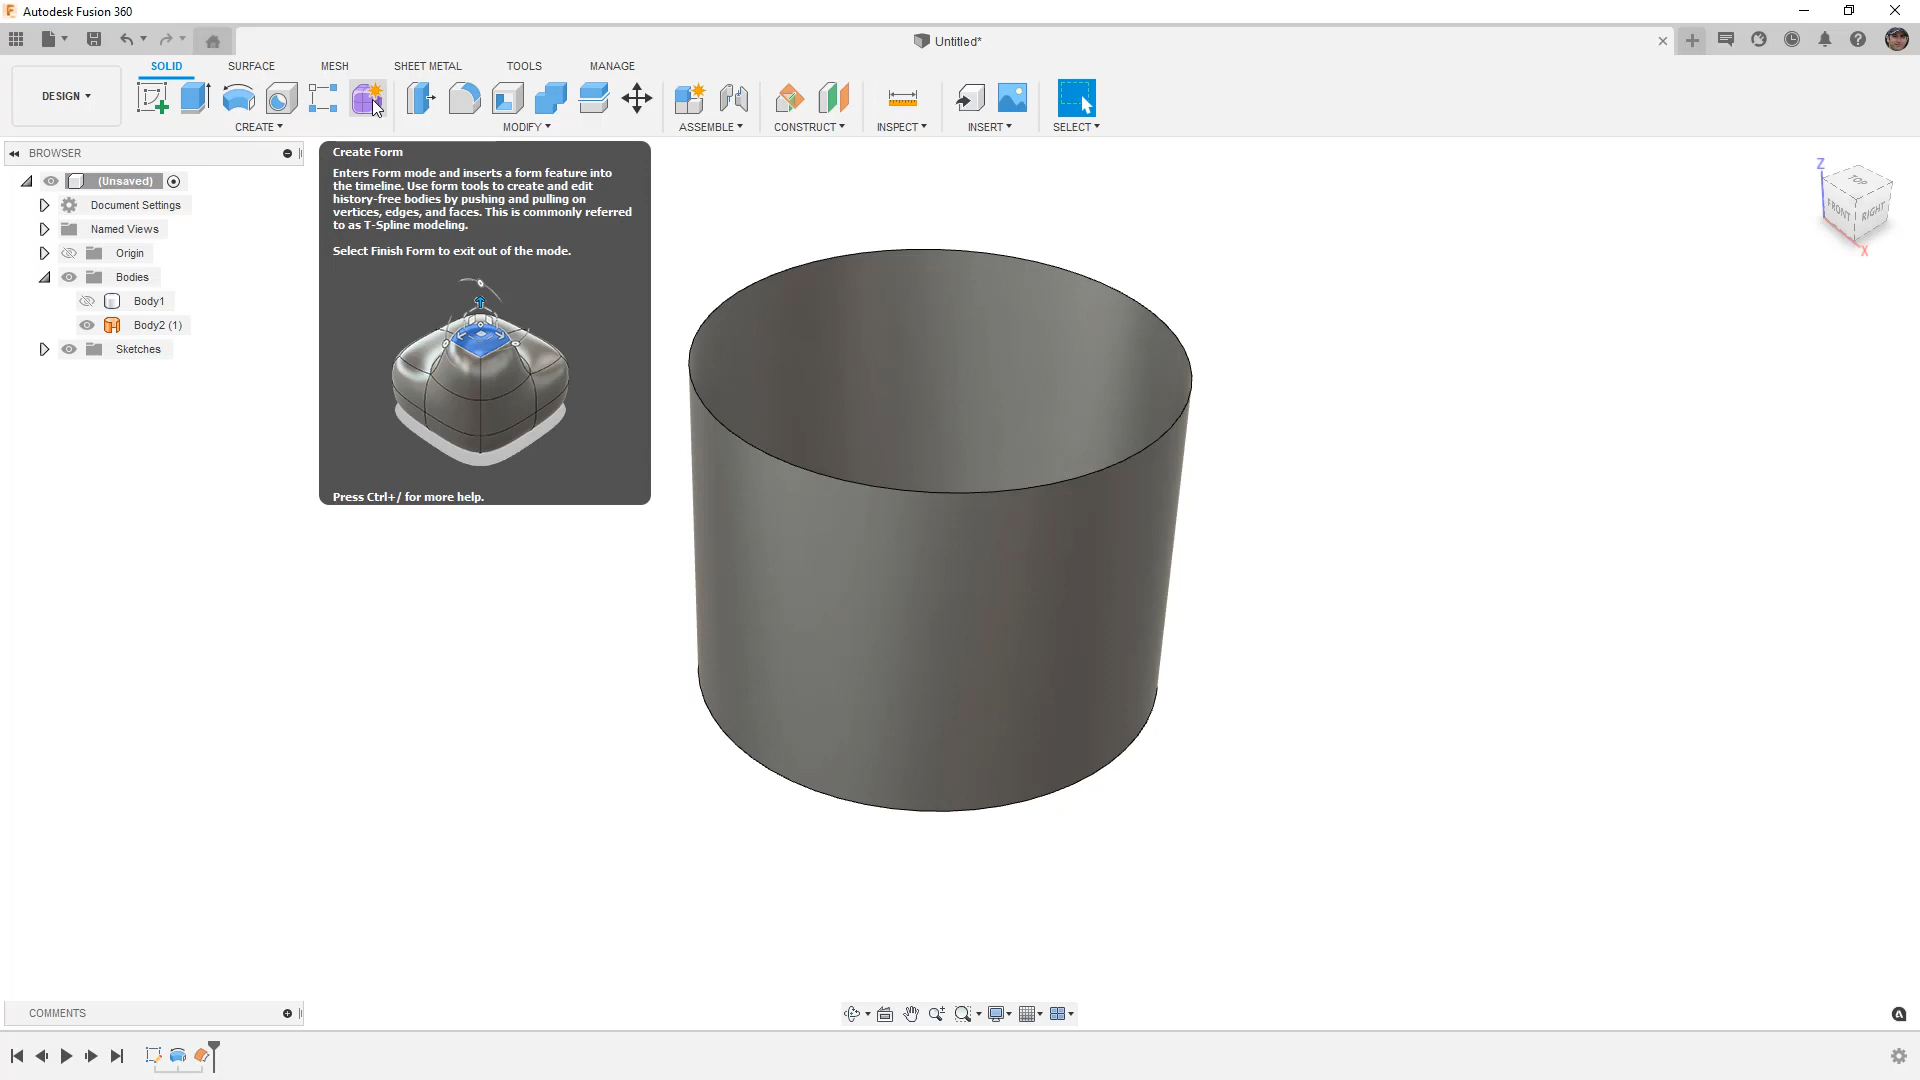 Autodesk Fusion 360
Untitled*
SOLID
SURFACE
MESH
SHEET METAL
TOOLS
MANAGE
DESIGN
CREATE
MODIFY
ASSEMBLE
CONSTRUCT
INSPECT
INSERT
SELECT
BROWSER
(Unsaved)
Document Settings
Named Views
Origin
Bodies
Body1
Body2 (1)
Sketches
Create Form
Enters Form mode and inserts a form feature into
the timeline. Use form tools to create and edit
history-free bodies by pushing and pulling on
vertices, edges, and faces. This is commonly referred
to as T-Spline modeling.
Select Finish Form to exit out of the mode.
Press Ctrl+/ for more help.
Z
TOP
FRONT
RIGHT
X
COMMENTS